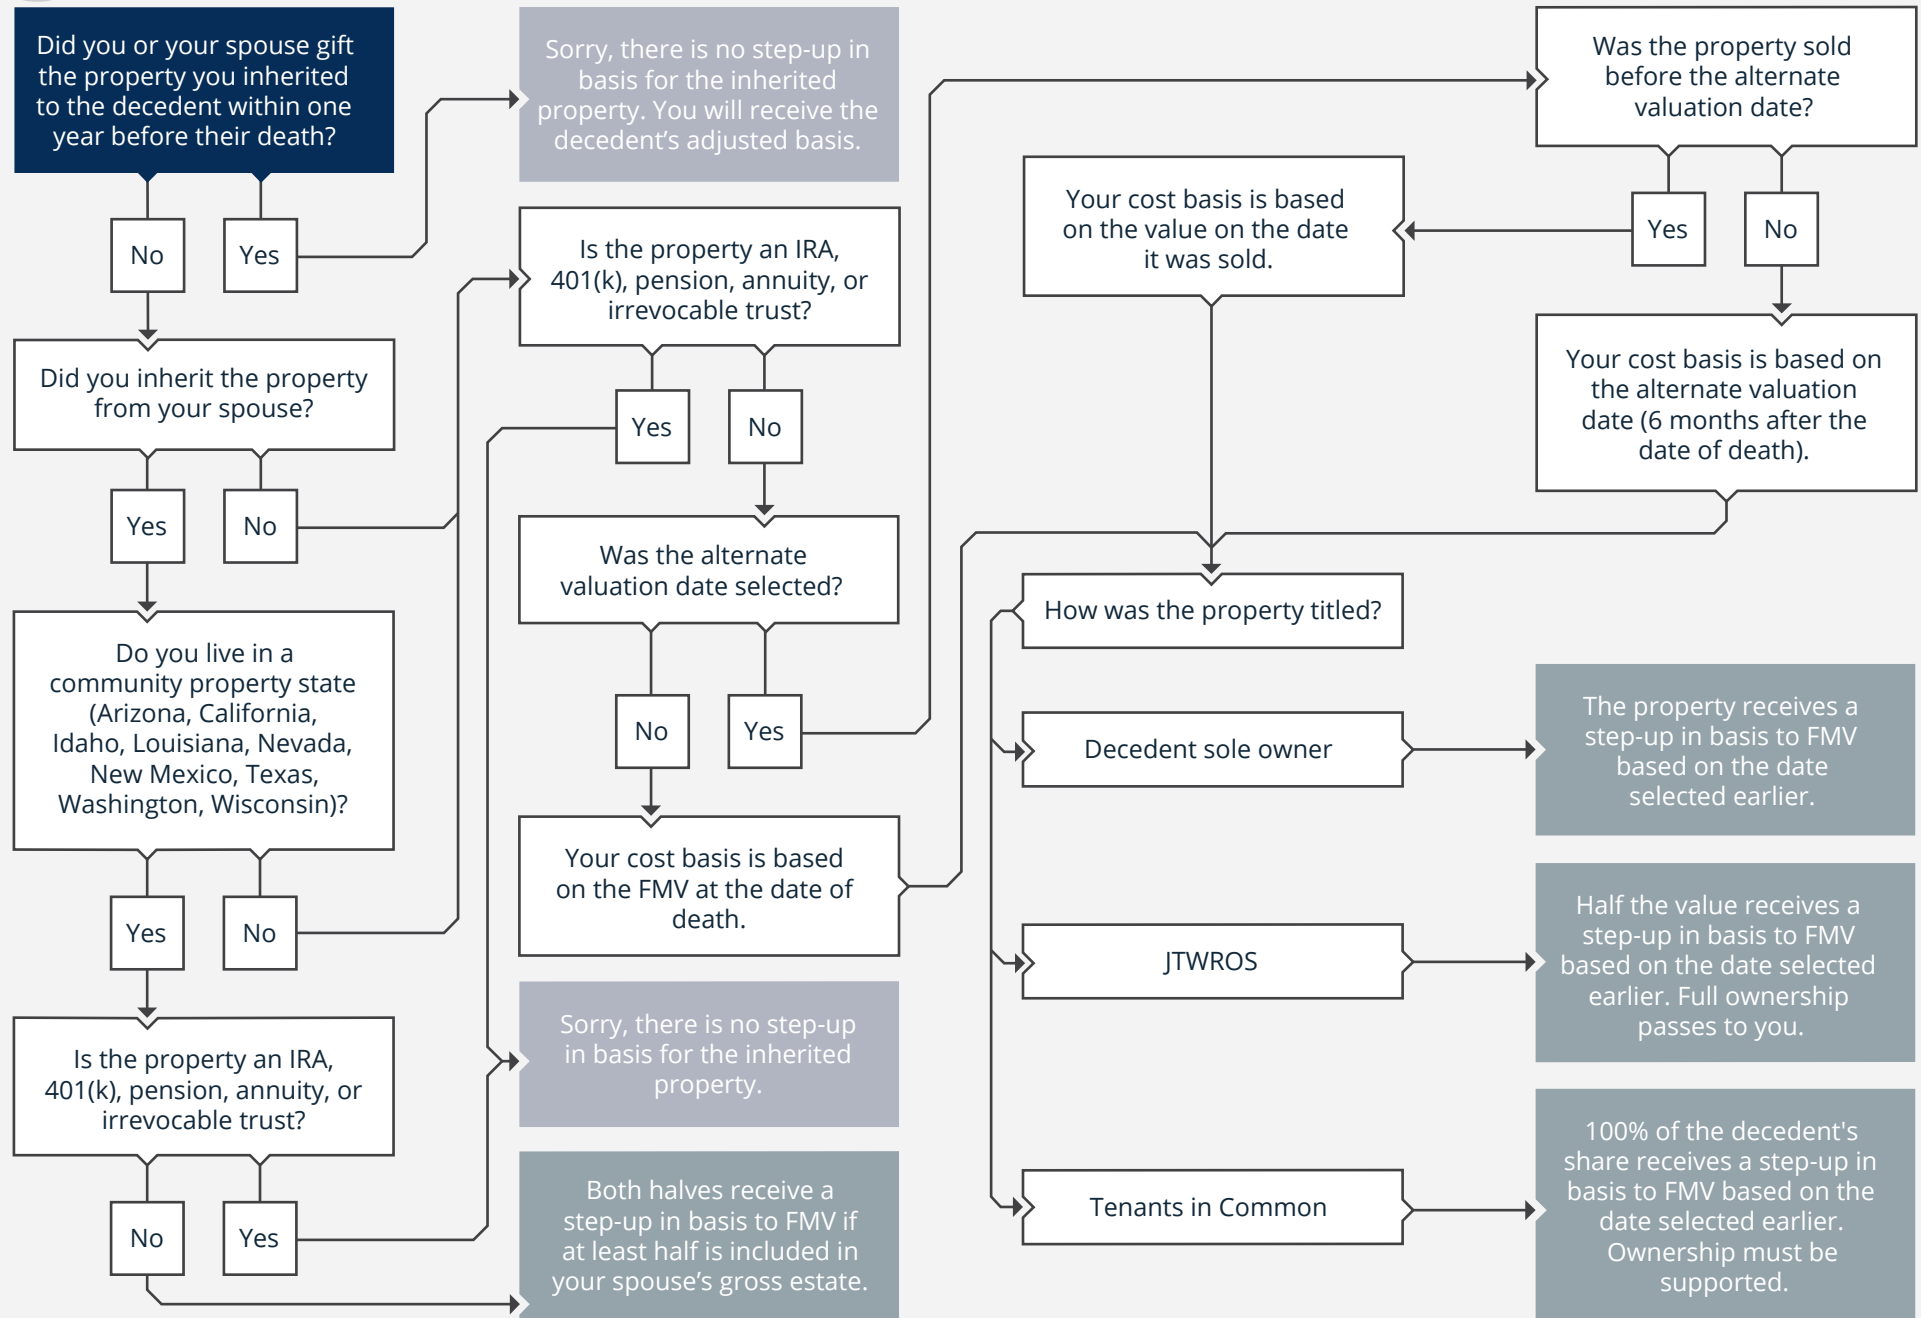 Did you or your spouse gift
the property you inherited
to the decedent within one
year before their death?
No
Yes
Did you inherit the property
from your spouse?
Yes
No
Do you live in a
community property state
(Arizona, California,
Idaho, Louisiana, Nevada,
New Mexico, Texas,
Washington, Wisconsin)?
Yes
No
Is the property an IRA,
401(k), pension, annuity, or
irrevocable trust?
No
Yes
Sorry, there is no step-up in
basis for the inherited
property. You will receive the
decedent’s adjusted basis.
Is the property an IRA,
401(k), pension, annuity, or
irrevocable trust?
Yes
No
Was the alternate
valuation date selected?
No
Yes
Your cost basis is based
on the FMV at the date of
death.
Sorry, there is no step-up
in basis for the inherited
property.
Both halves receive a
step-up in basis to FMV if
at least half is included in
your spouse’s gross estate.
Was the property sold
before the alternate
valuation date?
Yes
No
Your cost basis is based
on the value on the date
it was sold.
Your cost basis is based on
the alternate valuation
date (6 months after the
date of death).
How was the property titled?
Decedent sole owner
The property receives a
step-up in basis to FMV
based on the date
selected earlier.
JTWROS
Half the value receives a
step-up in basis to FMV
based on the date selected
earlier. Full ownership
passes to you.
Tenants in Common
100% of the decedent's
share receives a step-up in
basis to FMV based on the
date selected earlier.
Ownership must be
supported.